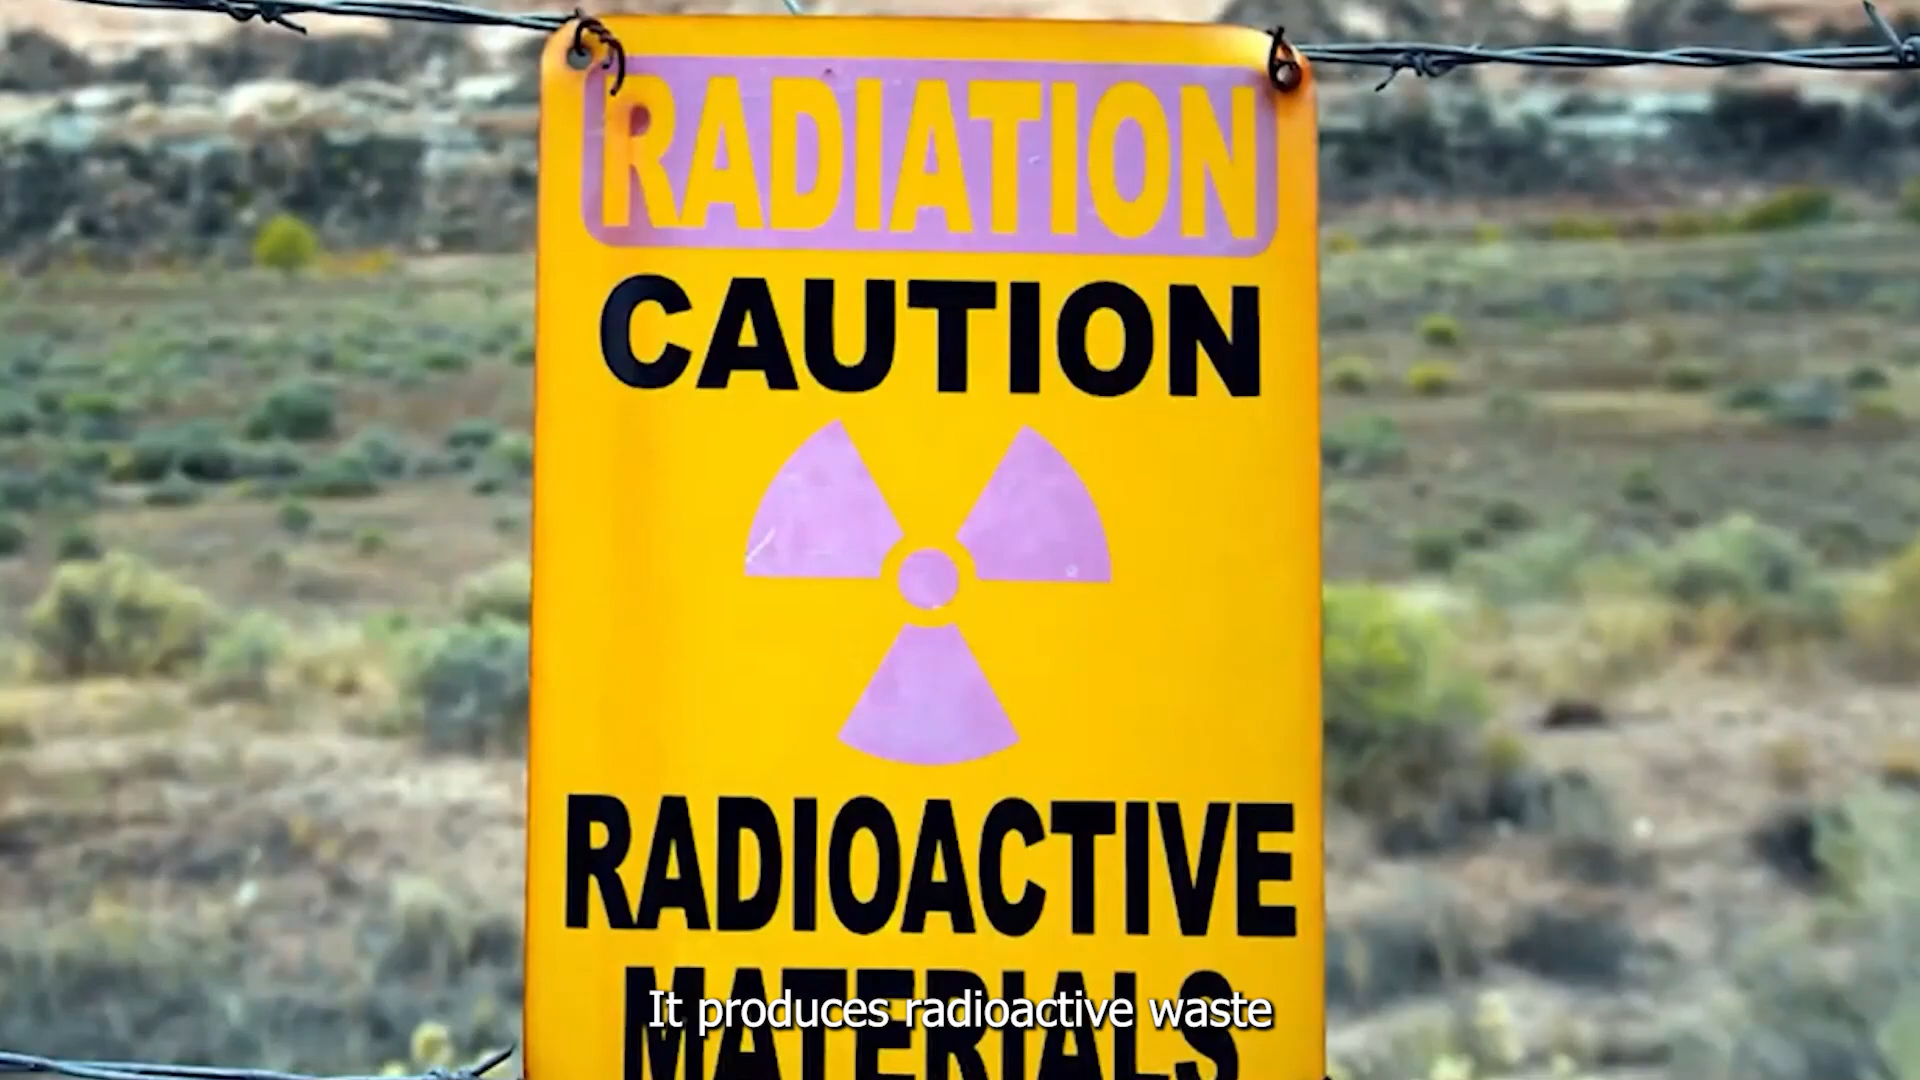 RADIATION
CAUTION
RADIOACTIVE
MATERIALS
It produces radioactive waste